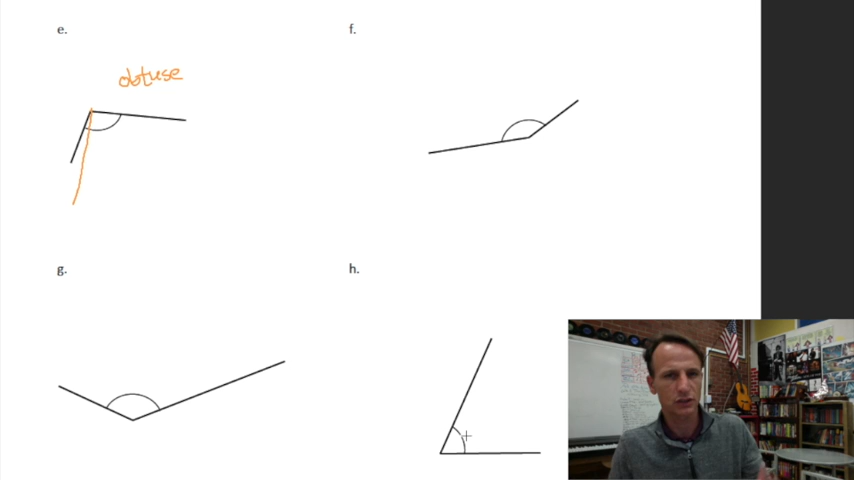 e.
f.
obtuse
g.
h.